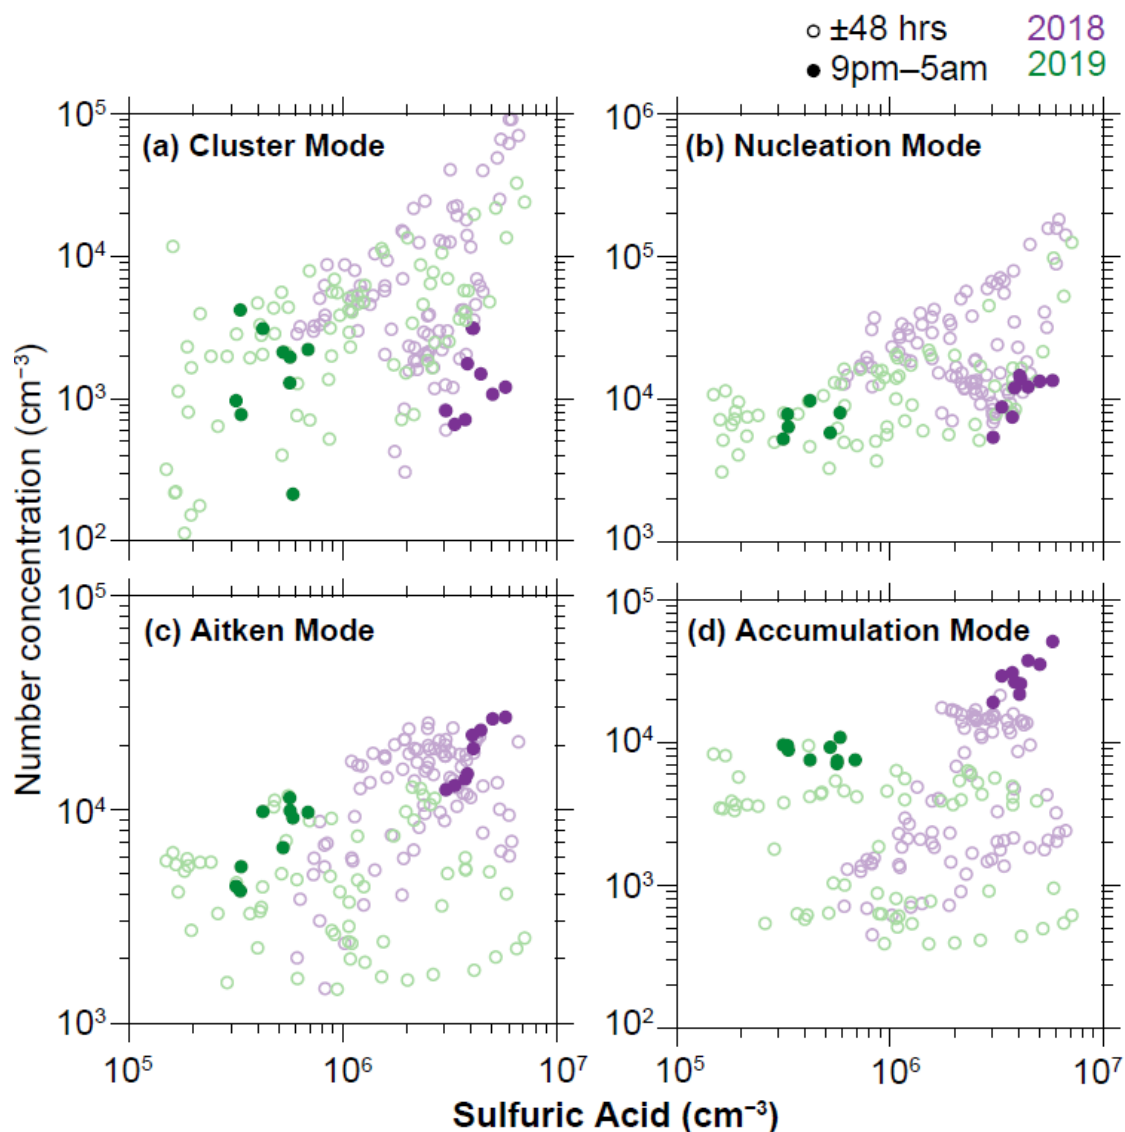 ±48 hrs 2018
9pm–5am 2019
10⁵ 10⁶
(a) Cluster Mode (b) Nucleation Mode
10⁴ 10⁵
10³ 10⁴
10² 10³
Number concentration (cm⁻³)
10⁵ 10⁵
(c) Aitken Mode (d) Accumulation Mode
10⁴
10⁴
10³
10³ 10²
10⁵ 10⁶ 10⁷ 10⁵ 10⁶ 10⁷
Sulfuric Acid (cm⁻³)